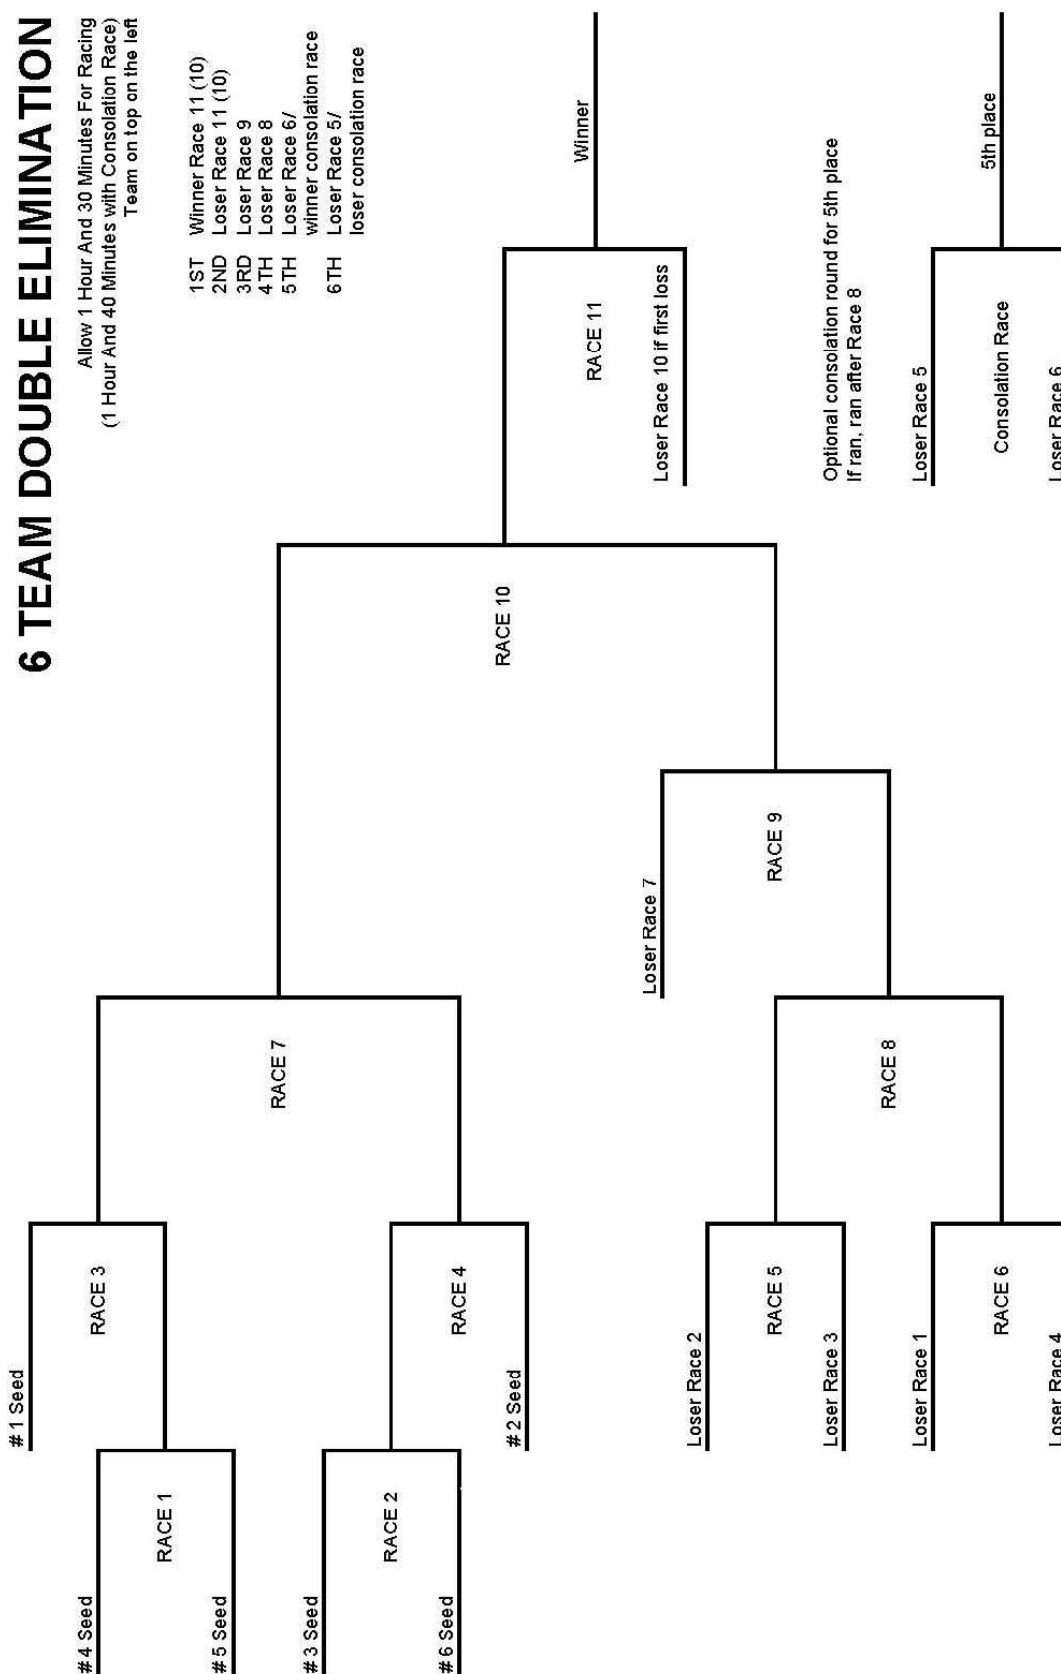 6 TEAM DOUBLE ELIMINATION
Allow 1 Hour And 30 Minutes For Racing
(1 Hour And 40 Minutes with Consolation Race)
Team on top on the left
1ST Winner Race 11 (10)
2ND Loser Race 11 (10)
3RD Loser Race 9
4TH Loser Race 8
5TH Loser Race 6/
winner consolation race
6TH Loser Race 5/
loser consolation race
#1 Seed
RACE 3
#4 Seed
RACE 1
#5 Seed
RACE 7
#3 Seed
RACE 2
#6 Seed
RACE 4
#2 Seed
RACE 10
RACE 11
Winner
Loser Race 10 if first loss
Loser Race 7
RACE 9
Loser Race 2
RACE 5
Loser Race 3
RACE 8
Loser Race 1
RACE 6
Loser Race 4
Optional consolation round for 5th place
If ran, ran after Race 8
Loser Race 5
Consolation Race
5th place
Loser Race 6